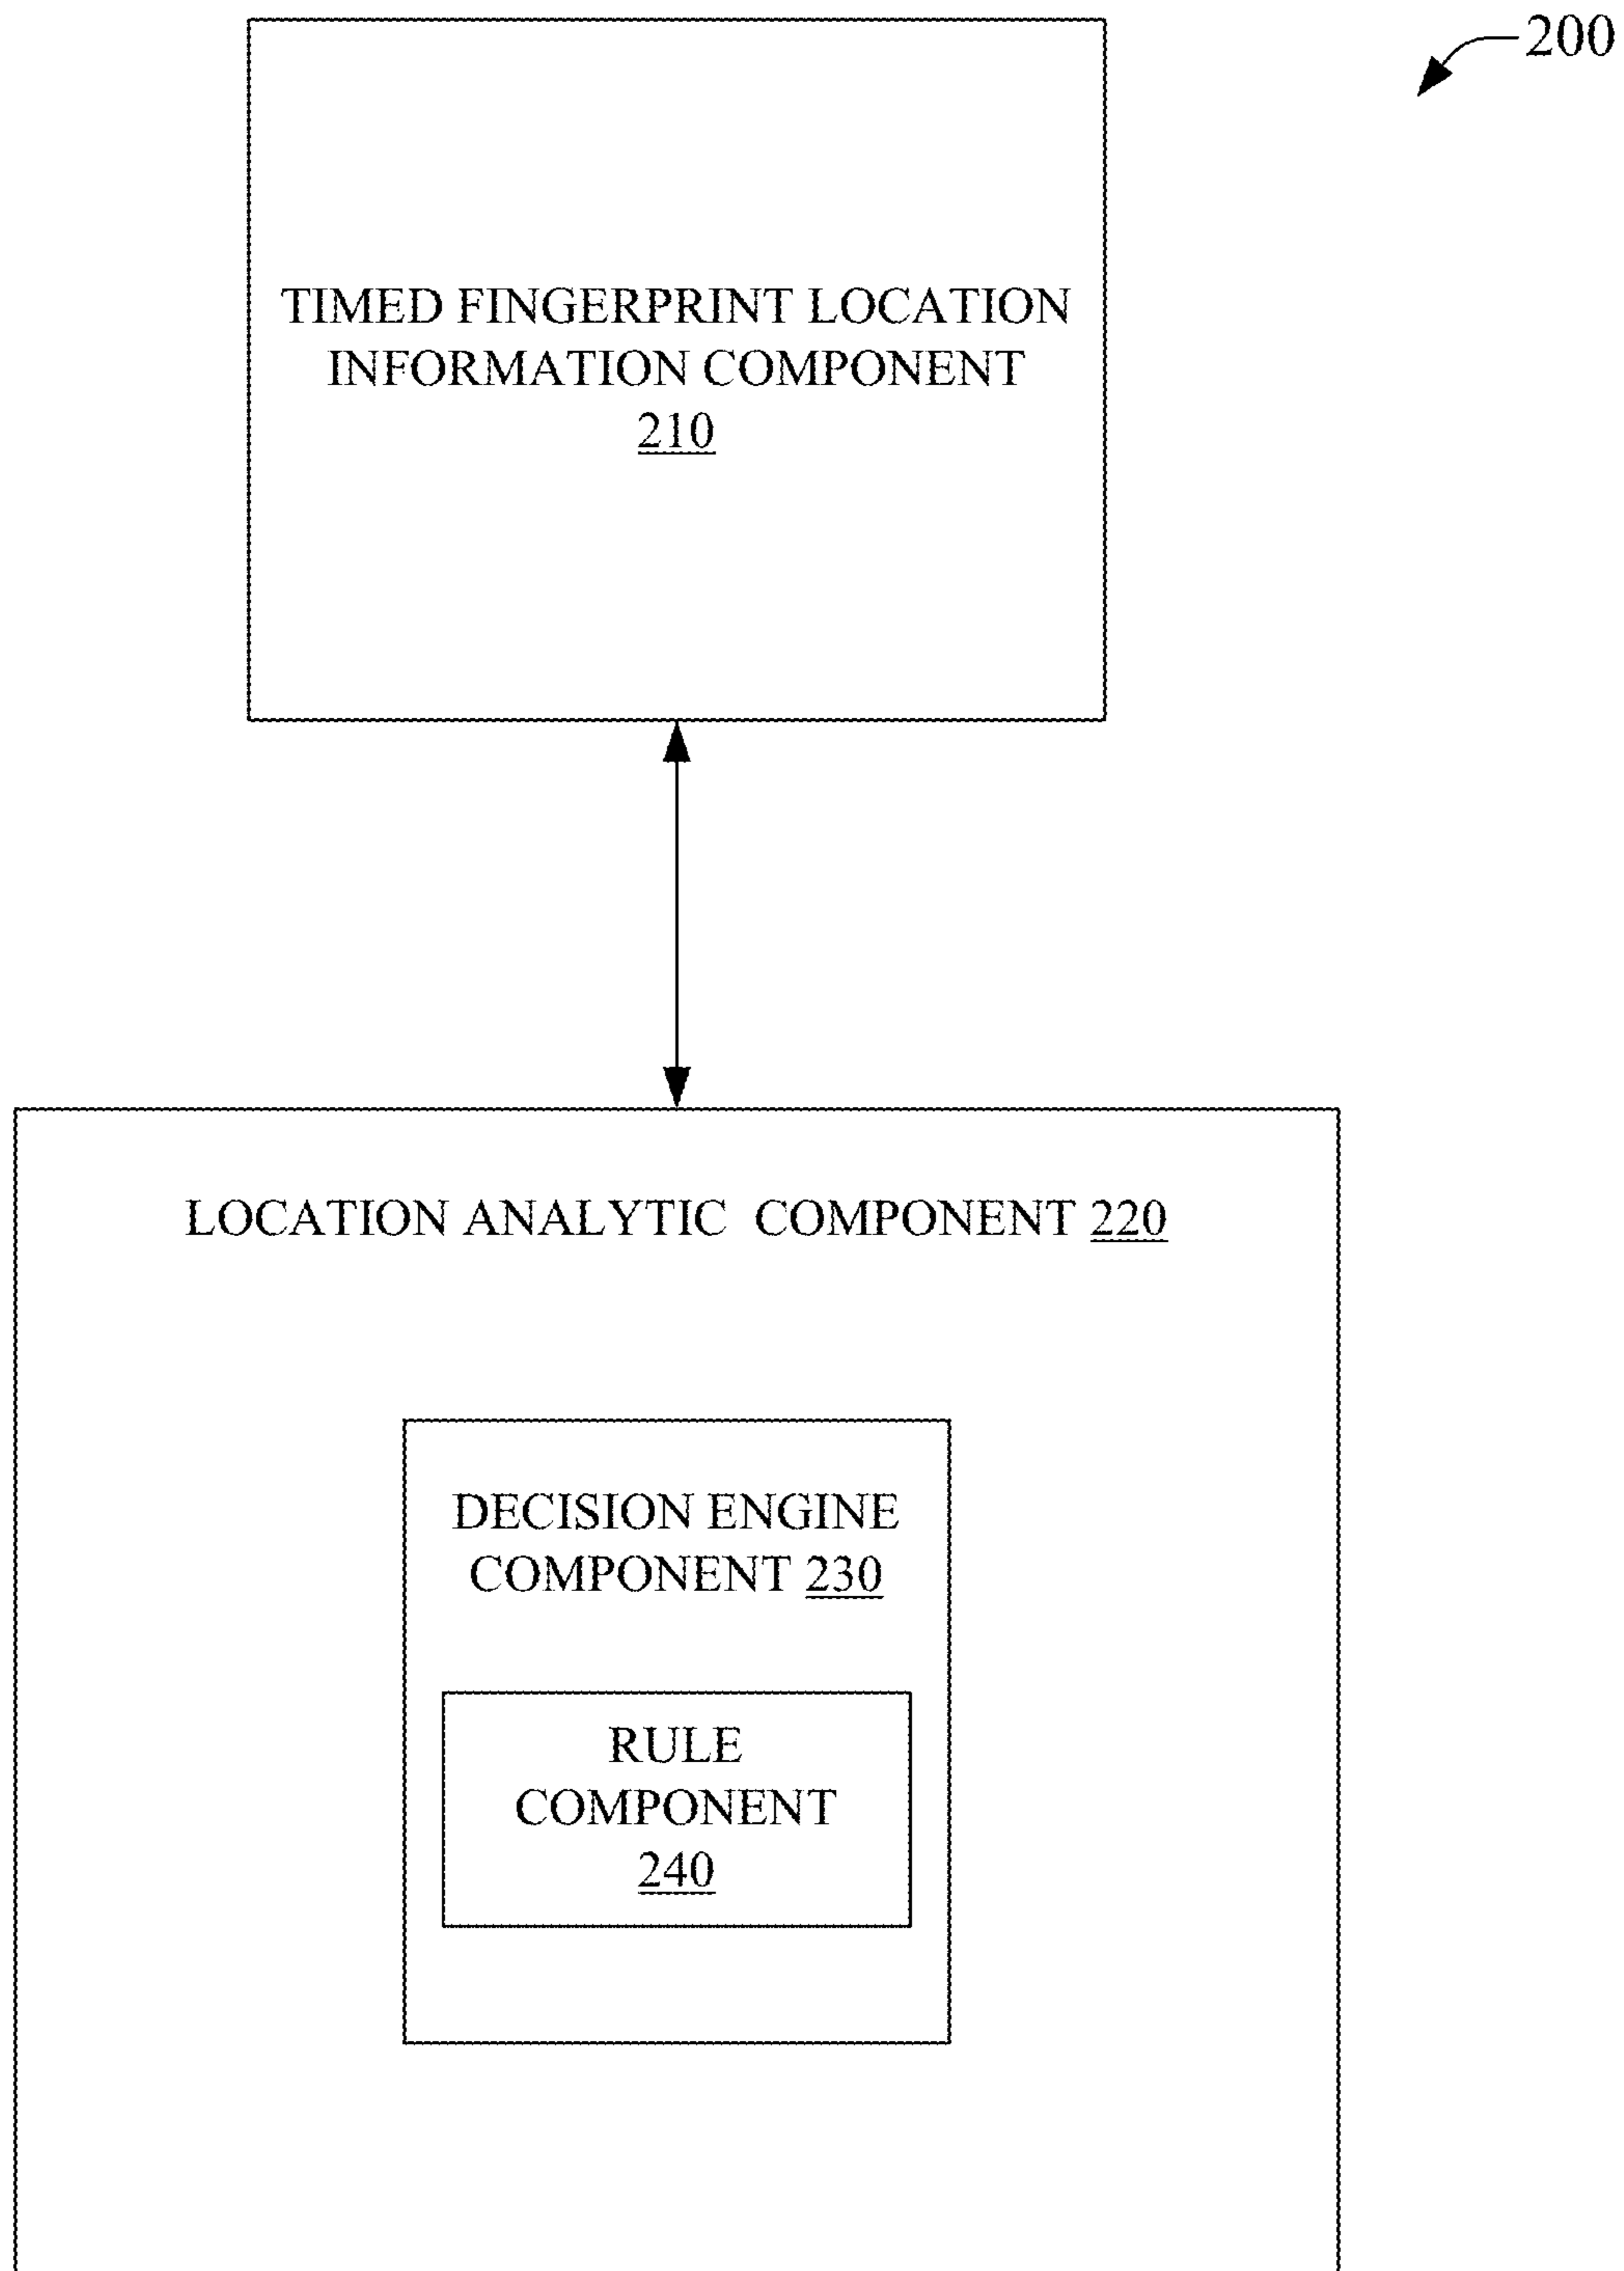 200
TIMED FINGERPRINT LOCATION
INFORMATION COMPONENT
210
LOCATION ANALYTIC COMPONENT 220
DECISION ENGINE
COMPONENT 230
RULE
COMPONENT
240